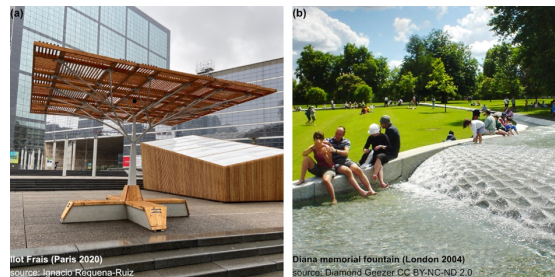 (a)
Ilot Frais (Paris 2020)
source: Ignacio Requena-Ruiz
(b)
Diana memorial fountain (London 2004)
source: Diamond Geezer CC BY-NC-ND 2.0